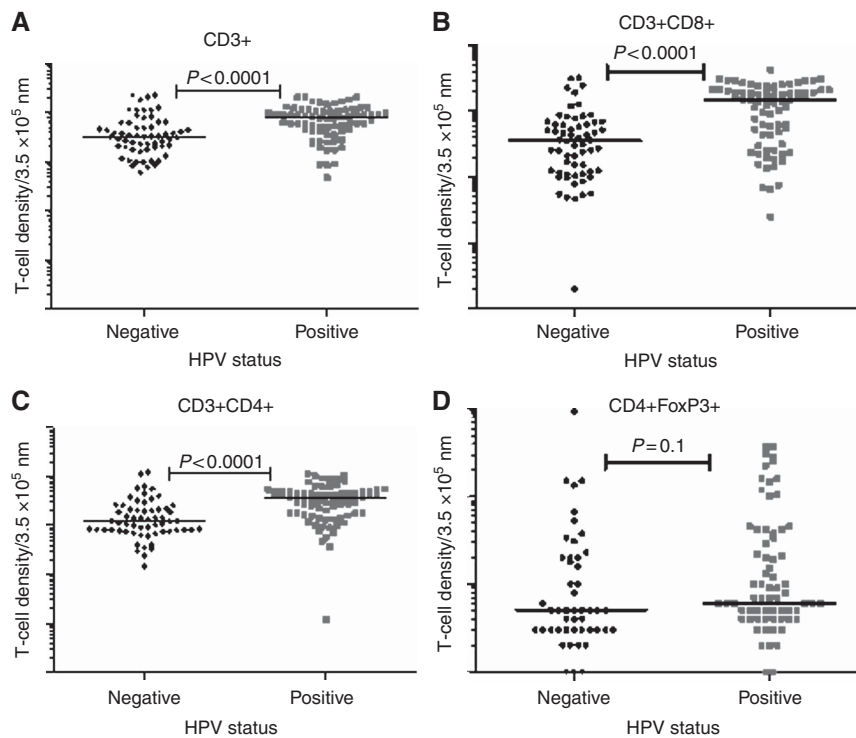 A
CD3+
P<0.0001
T-cell density/3.5 ×10⁵ nm
Negative
Positive
HPV status
B
CD3+CD8+
P<0.0001
T-cell density/3.5 ×10⁵ nm
Negative
Positive
HPV status
C
CD3+CD4+
P<0.0001
T-cell density/3.5 ×10⁵ nm
Negative
Positive
HPV status
D
CD4+FoxP3+
P=0.1
T-cell density/3.5 ×10⁵ nm
Negative
Positive
HPV status